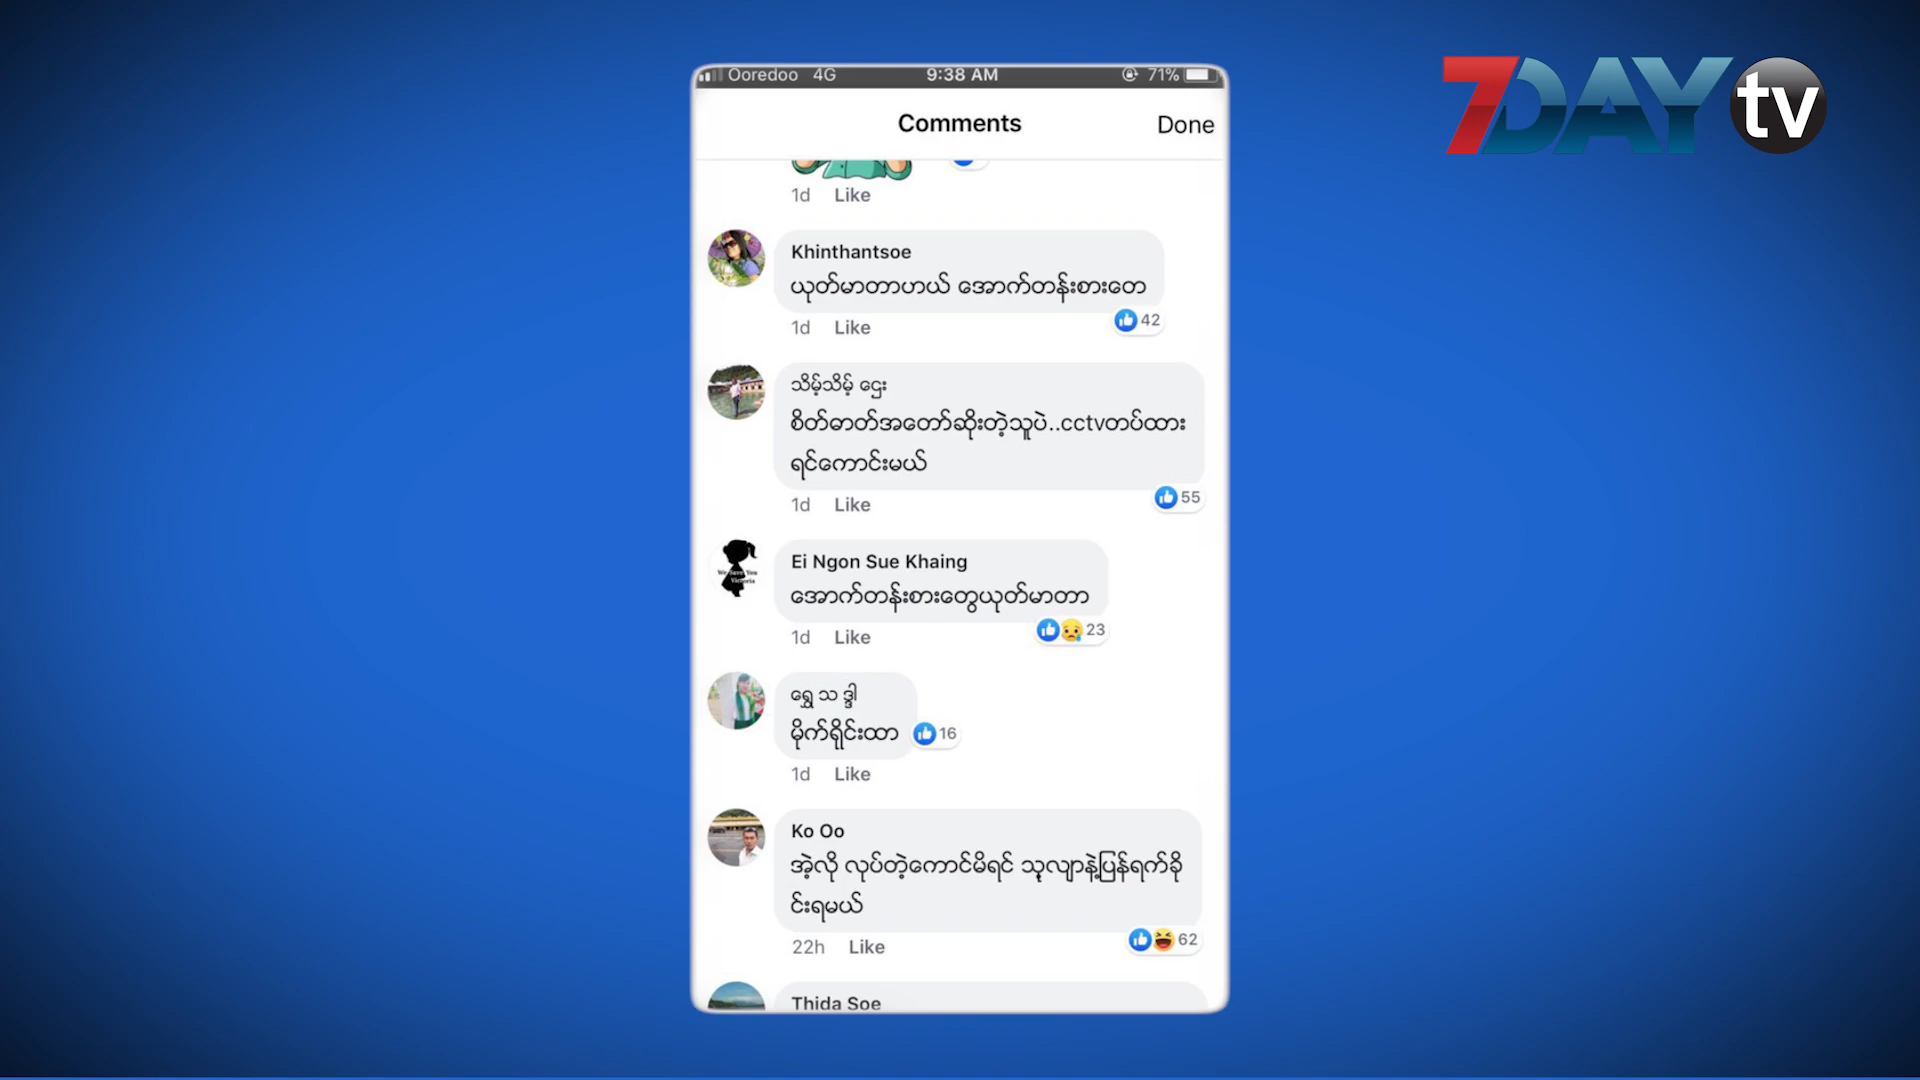 Ooredoo 4G 9:38 AM 71%
7DAY tv
Comments Done
1d Like
Khinthantsoe
ယုတ်မာတာဟယ် အောက်တန်းစားတေ
42
1d Like
သိမ့်သိမ့် ဌေး
စိတ်ဓာတ်အတော်ဆိုးတဲ့သူပဲ..cctvတပ်ထား
ရင်ကောင်းမယ်
55
1d Like
Ei Ngon Sue Khaing
အောက်တန်းစားတွေယုတ်မာတာ
23
1d Like
ရွှေ သ ဒ္ဒါ
မိုက်ရိုင်းထာ
16
1d Like
Ko Oo
အဲ့လို လုပ်တဲ့ကောင်မိရင် သူ့လျာနဲ့ပြန်ရက်ခို
င်းရမယ်
62
22h Like
Thida Soe